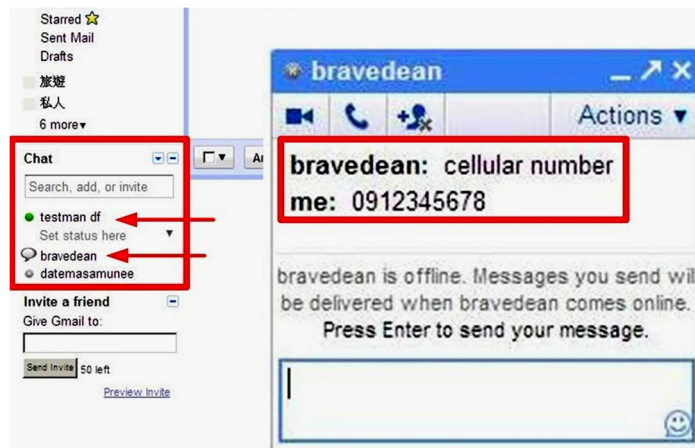 Starred
Sent Mail
Drafts
旅遊
私人
6 more▾
Chat
Search, add, or invite
testman df
Set status here
bravedean
datemasamunee
Invite a friend
Give Gmail to:
Send Invite 50 left
Preview Invite
bravedean
Actions ▼
bravedean: cellular number
me: 0912345678
bravedean is offline. Messages you send wil
be delivered when bravedean comes online.
Press Enter to send your message.